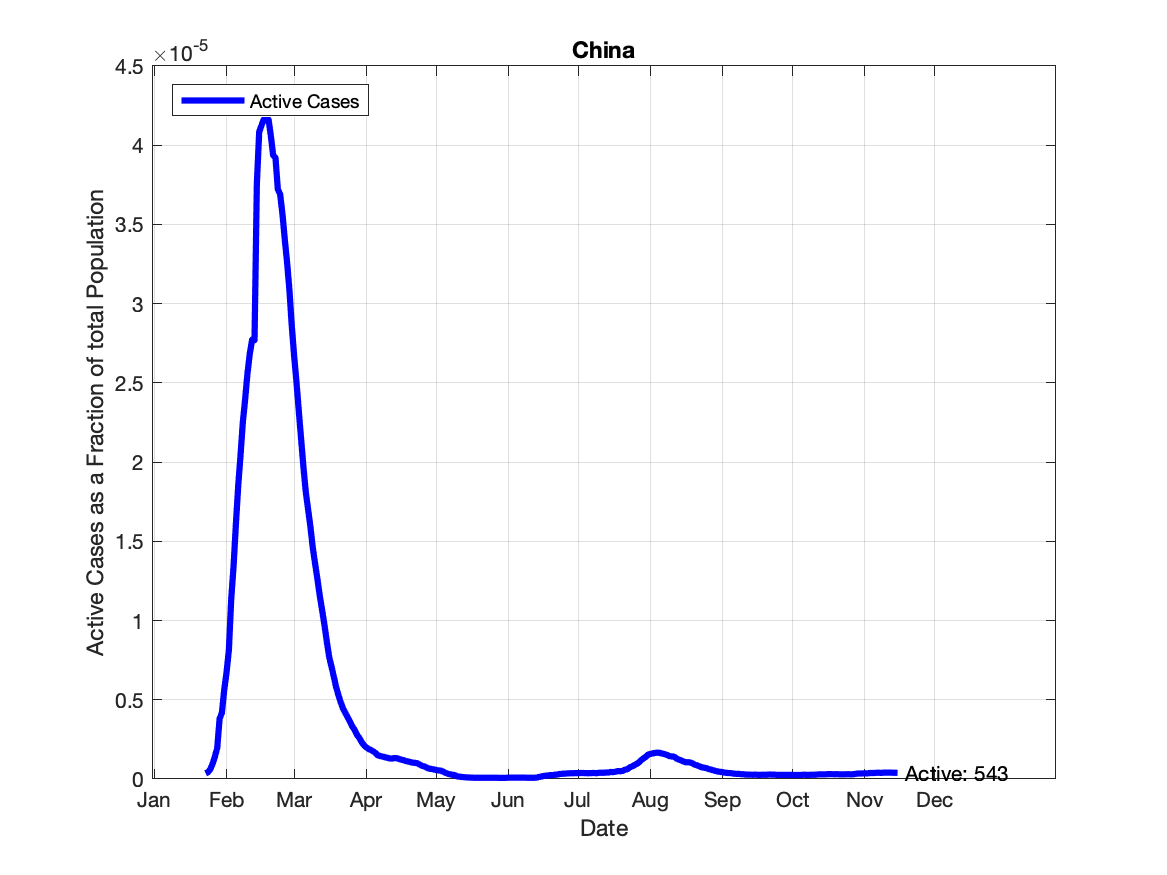 China
×10-5
Active Cases
4.5
4
3.5
3
2.5
2
1.5
1
0.5
0
Active Cases as a Fraction of total Population
Active: 543
Jan Feb Mar Apr May Jun Jul Aug Sep Oct Nov Dec
Date